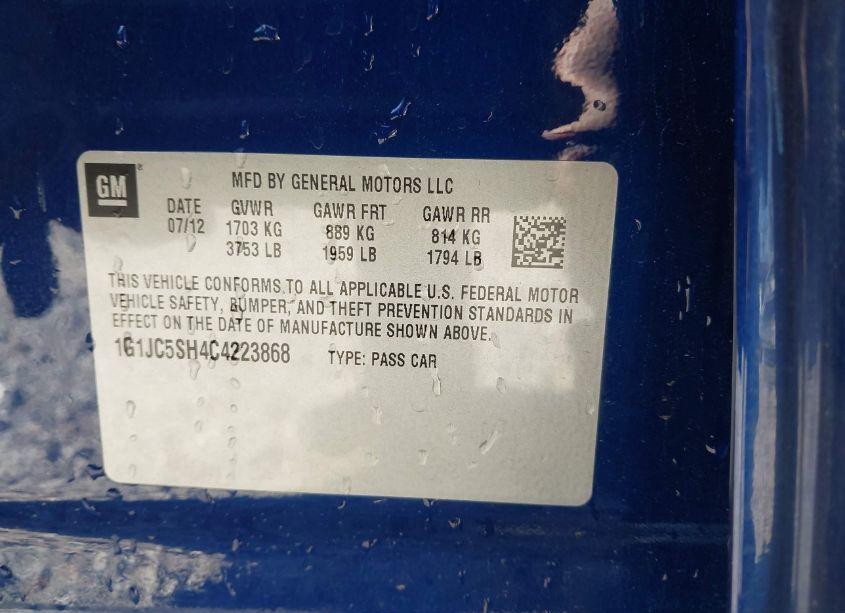 GM ® MFD BY GENERAL MOTORS LLC
DATE GVWR GAWR FRT GAWR RR
07/12 1703 KG 889 KG 814 KG
3753 LB 1959 LB 1794 LB
THIS VEHICLE CONFORMS TO ALL APPLICABLE U.S. FEDERAL MOTOR
VEHICLE SAFETY, BUMPER, AND THEFT PREVENTION STANDARDS IN
EFFECT ON THE DATE OF MANUFACTURE SHOWN ABOVE.
1G1JC5SH4C4223868 TYPE: PASS CAR